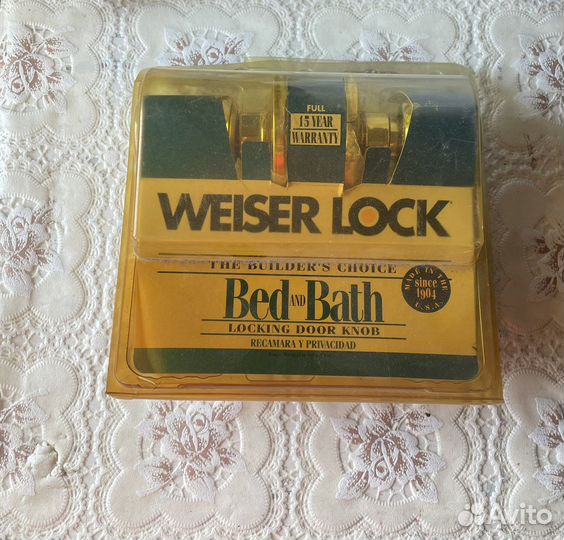 FULL
15 YEAR
WARRANTY
WEISER LOCK
THE BUILDER'S CHOICE
Bed AND Bath
LOCKING DOOR KNOB
RECAMARA Y PRIVACIDAD
MADE IN THE
since
1904
U.S.A.
Avito